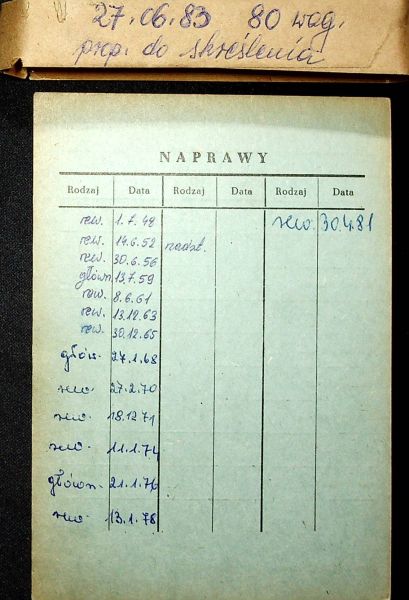 27.06.83 80 wag.
prop. do skreślenia
NAPRAWY
Rodzaj Data Rodzaj Data Rodzaj Data
rew. 1.7.48 rew. 30.4.81
rew. 14.6.52 nadzt.
rew. 30.6.56
główn. 13.7.59
rew. 8.6.61
rew. 13.12.63
rew. 30.12.65
głów. 27.1.68
rew. 27.2.70
rew. 18.12.71
rew. 11.1.74
główn. 21.1.76
rew. 13.1.78